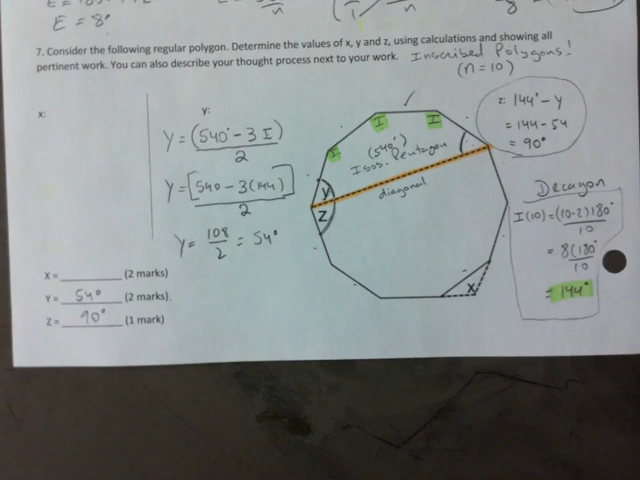 E = 8°
7. Consider the following regular polygon. Determine the values of x, y and z, using calculations and showing all
pertinent work. You can also describe your thought process next to your work.
Inscribed Polygons!
(n = 10)
x:
y:
Y = (540° - 3 I)
2
Y = [540 - 3(144)]
2
Y = 108 = 54°
2
X = (2 marks)
Y = 54° (2 marks)
Z = 90° (1 mark)
I
I
I
(540°)
Isos. Pentagon
diagonal
y
Z
X
z: 144° - y
= 144 - 54
= 90°
Decagon
I(10) = (10-2)180°
10
= 8(180°
10
= 144°